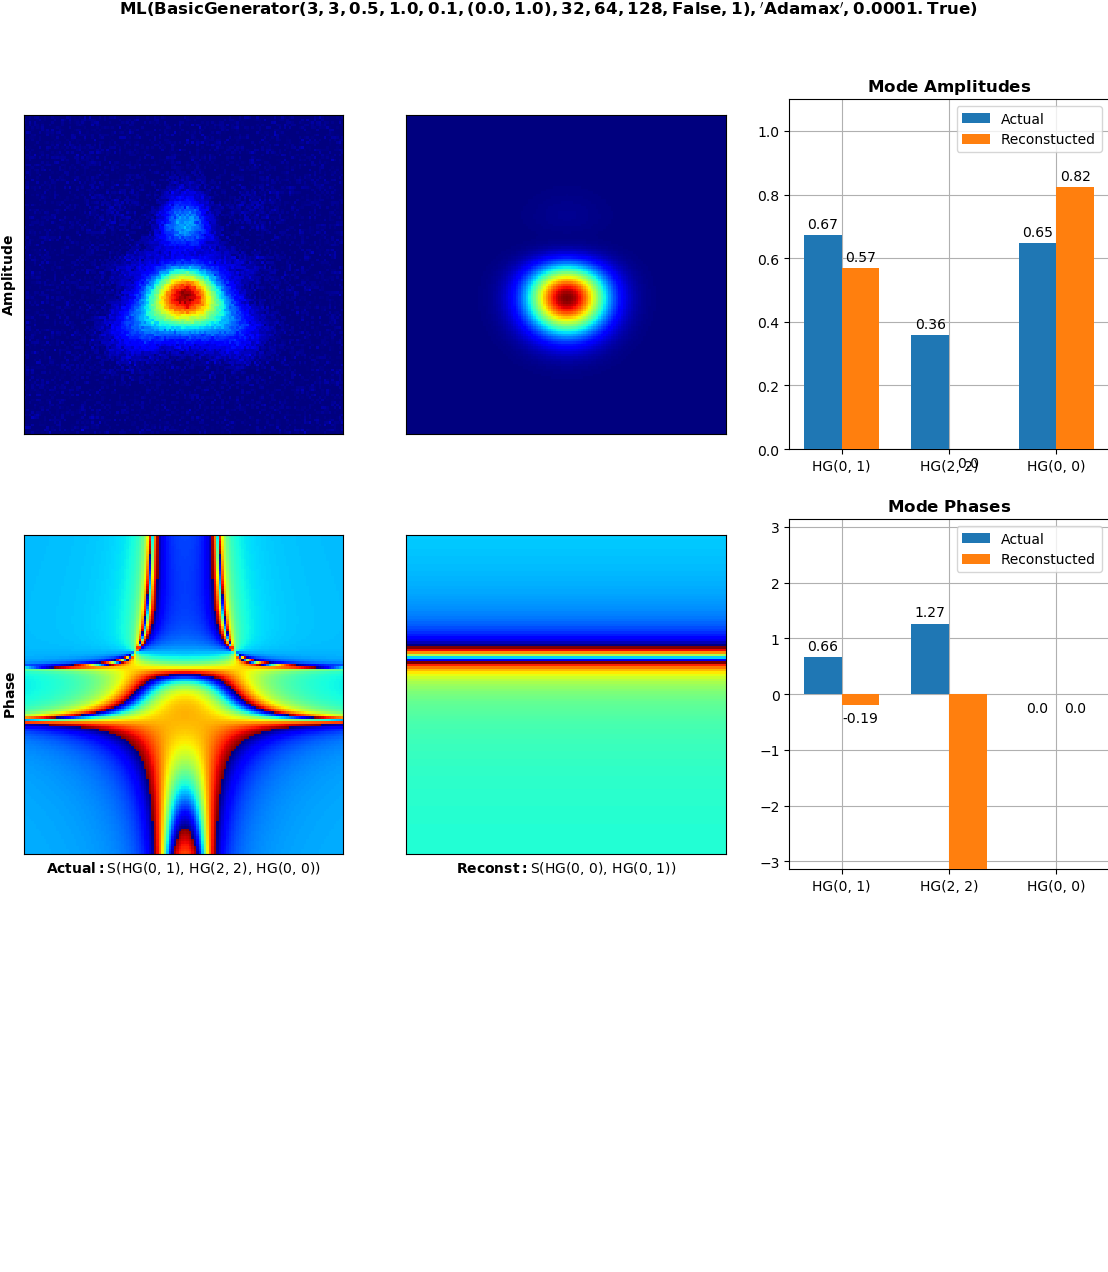 ML(BasicGenerator(3, 3, 0.5, 1.0, 0.1, (0.0, 1.0), 32, 64, 128, False, 1), 'Adamax', 0.0001. True)
Amplitude
Mode Amplitudes
Actual
Reconstucted
1.0
0.8
0.6
0.4
0.2
0.0
0.67
0.57
0.36
0.0
0.65
0.82
HG(0, 1)
HG(2, 2)
HG(0, 0)
Phase
Actual: S(HG(0, 1), HG(2, 2), HG(0, 0))
Reconst: S(HG(0, 0), HG(0, 1))
Mode Phases
Actual
Reconstucted
3
2
1
0
−1
−2
−3
0.66
-0.19
1.27
0.0
0.0
HG(0, 1)
HG(2, 2)
HG(0, 0)